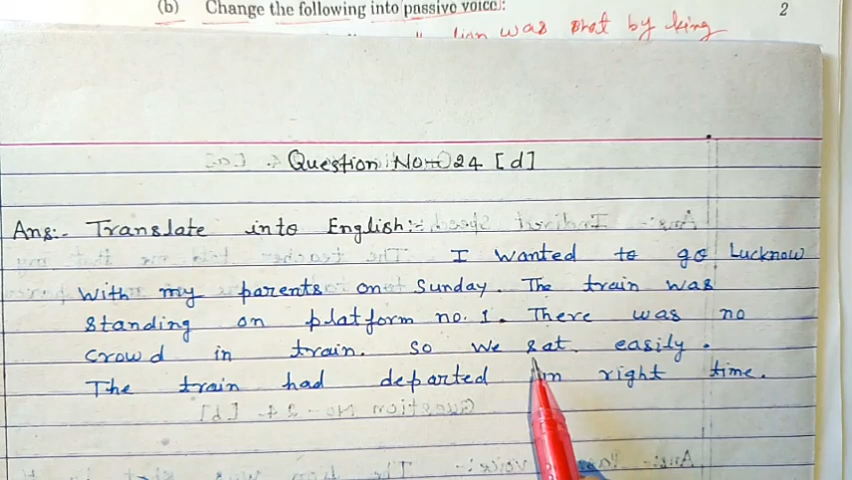 (b) Change the following into passive voice: 2
" lion was shot by king
Question No- 24 [d]
Ans:- Translate into English:-
I wanted to go Lucknow
with my parents on Sunday. The train was
standing on platform no. 1. There was no
crowd in train. So we sat easily.
The train had departed on right time.